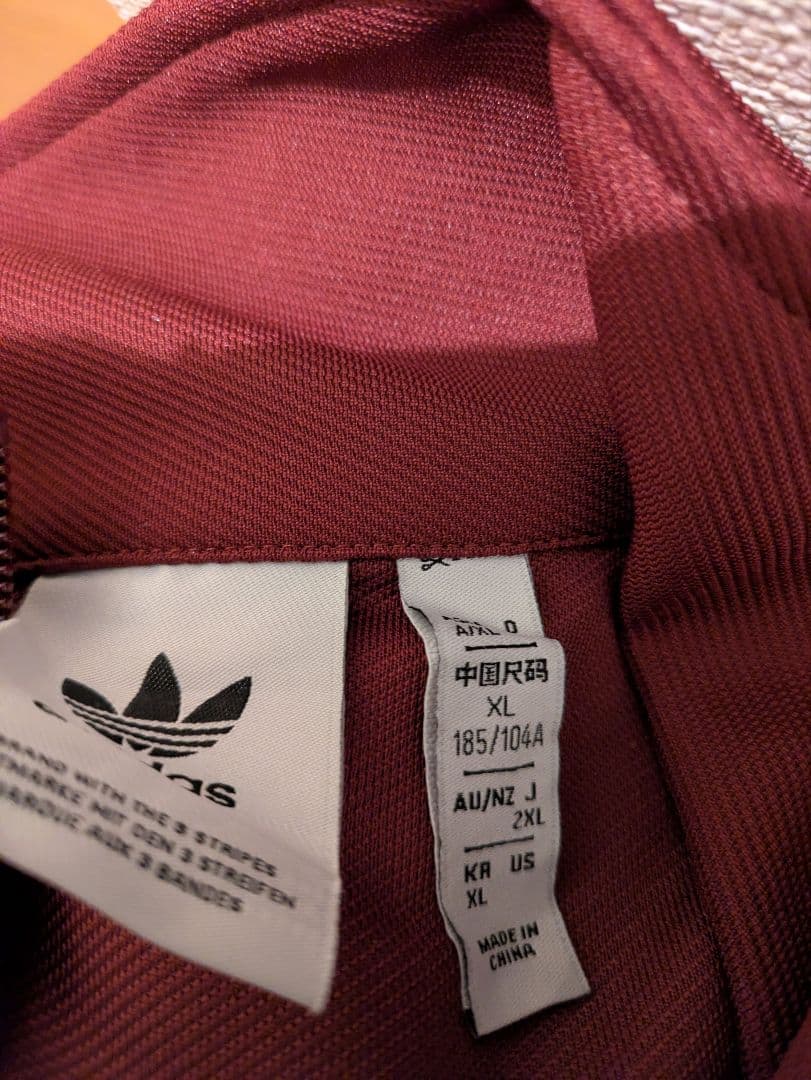 BRAND WITH THE 3 STRIPES
MARKE MIT DEN 3 STREIFEN
MARQUE AUX 3 BANDES
A/XL O
中国尺码
XL
185/104A
AU/NZ J
2XL
KR US
XL
MADE IN
CHINA